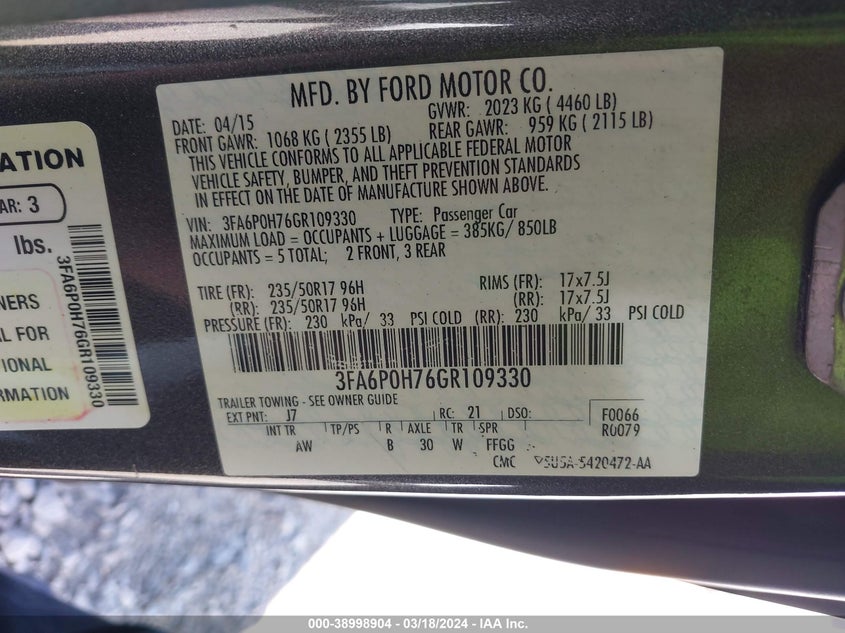 MFD. BY FORD MOTOR CO.
DATE: 04/15 GVWR: 2023 KG ( 4460 LB)
FRONT GAWR: 1068 KG ( 2355 LB) REAR GAWR: 959 KG ( 2115 LB)
THIS VEHICLE CONFORMS TO ALL APPLICABLE FEDERAL MOTOR
VEHICLE SAFETY, BUMPER, AND THEFT PREVENTION STANDARDS
IN EFFECT ON THE DATE OF MANUFACTURE SHOWN ABOVE.
VIN: 3FA6P0H76GR109330 TYPE: Passenger Car
MAXIMUM LOAD = OCCUPANTS + LUGGAGE = 385KG/ 850LB
OCCUPANTS = 5 TOTAL; 2 FRONT, 3 REAR
TIRE (FR): 235/50R17 96H RIMS (FR): 17x7.5J
(RR): 235/50R17 96H (RR): 17x7.5J
PRESSURE (FR): 230 kPa/ 33 PSI COLD (RR): 230 kPa/ 33 PSI COLD
3FA6P0H76GR109330
TRAILER TOWING - SEE OWNER GUIDE
EXT PNT: J7 RC: 21 DSO: F0066
INT TR TP/PS R AXLE TR SPR R0079
AW B 30 W FFGG
CMC 5U5A-5420472-AA
ATION
AR: 3
lbs.
NERS
AL FOR
IONAL
RMATION
3FA6P0H76GR109330
000-38998904 - 03/18/2024 - IAA Inc.